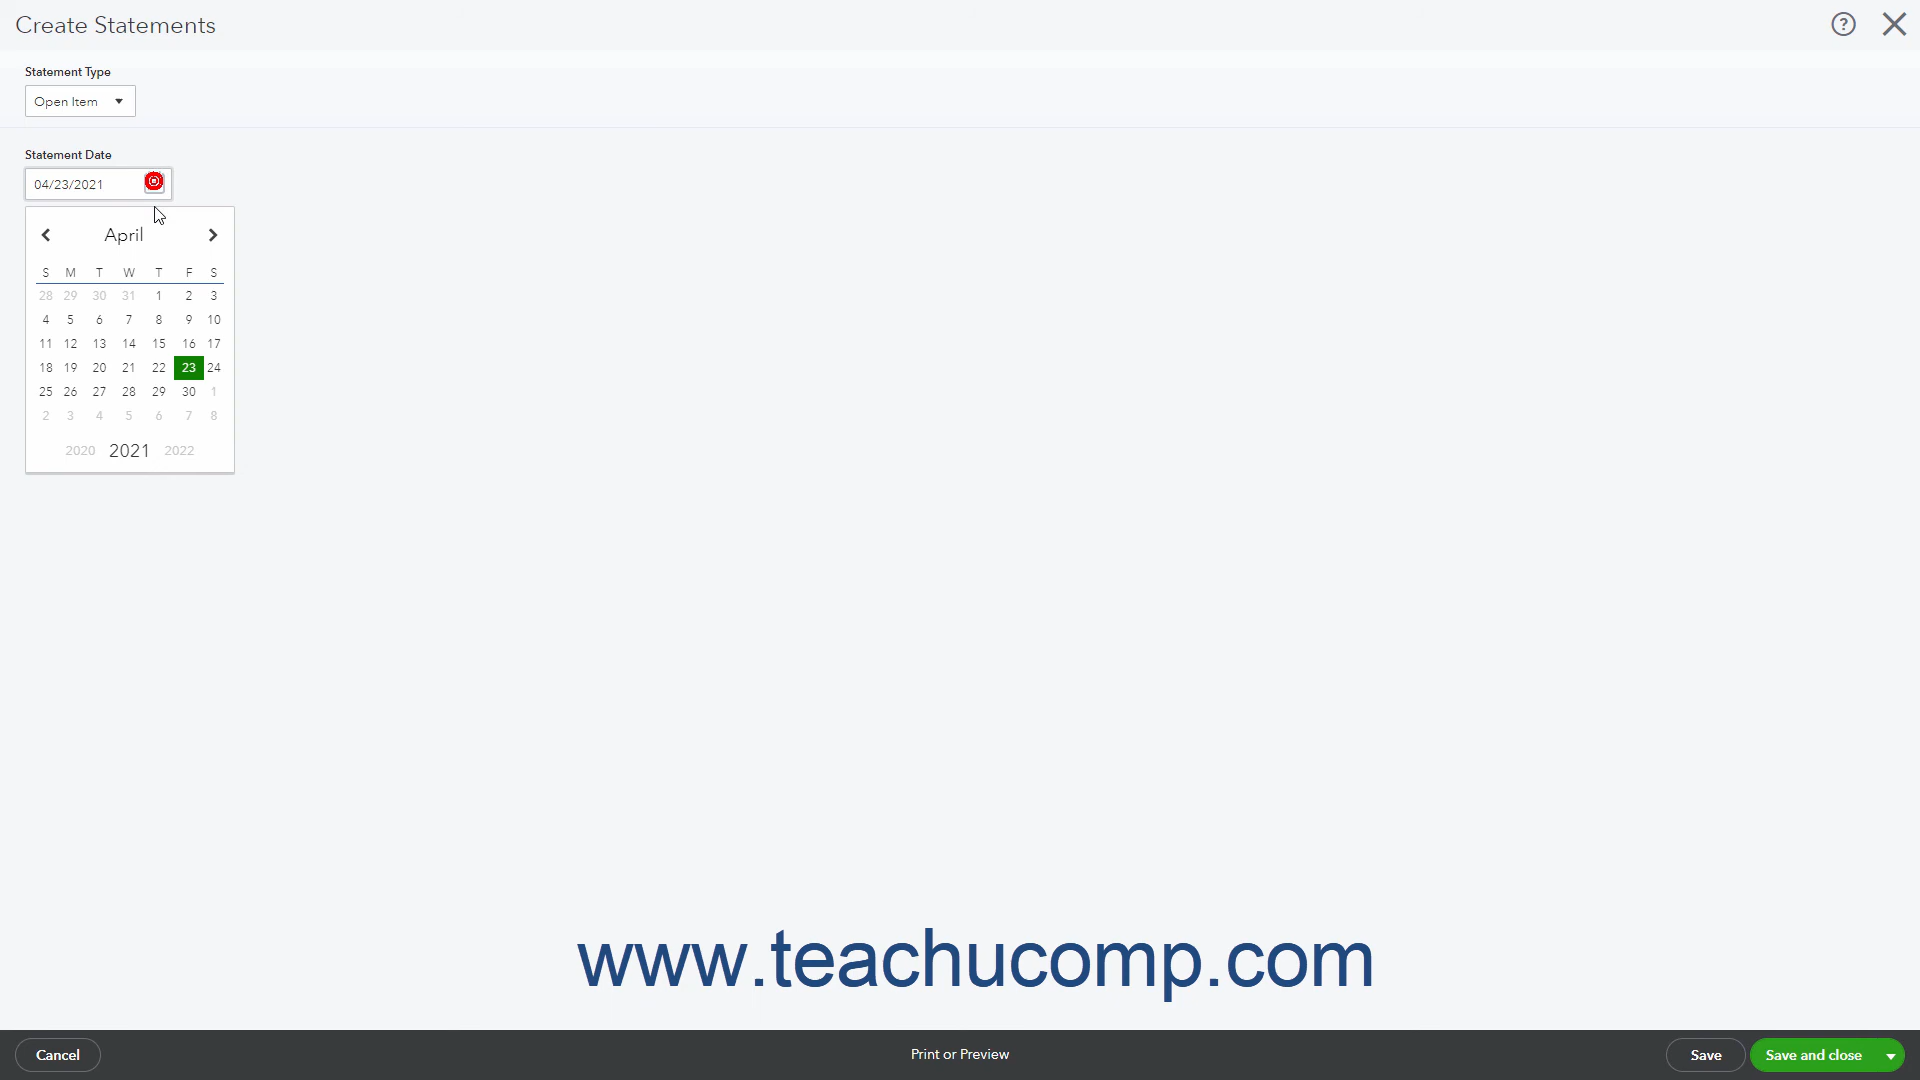 Create Statements
Statement Type
Open Item
Statement Date
04/23/2021
April
S M T W T F S
28 29 30 31 1 2 3
4 5 6 7 8 9 10
11 12 13 14 15 16 17
18 19 20 21 22 23 24
25 26 27 28 29 30 1
2 3 4 5 6 7 8
2020 2021 2022
www.teachucomp.com
Cancel Print or Preview Save Save and close